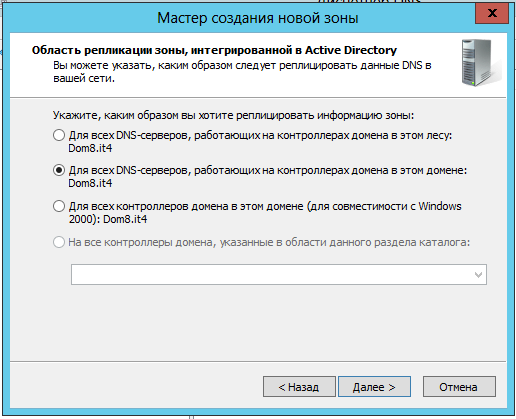 Мастер создания новой зоны
X
Область репликации зоны, интегрированной в Active Directory
Вы можете указать, каким образом следует реплицировать данные DNS в
вашей сети.
Укажите, каким образом вы хотите реплицировать информацию зоны:
Для всех DNS-серверов, работающих на контроллерах домена в этом лесу:
Dom8.it4
Для всех DNS-серверов, работающих на контроллерах домена в этом домене:
Dom8.it4
Для всех контроллеров домена в этом домене (для совместимости с Windows
2000): Dom8.it4
На все контроллеры домена, указанные в области данного раздела каталога:
< Назад
Далее >
Отмена